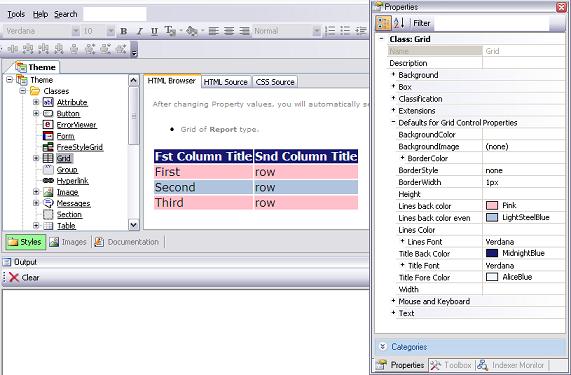 Tools Help Search
Verdana 10 B I U Normal
Theme
Theme
Classes
Attribute
Button
ErrorViewer
Form
FreeStyleGrid
Grid
Group
Hyperlink
Image
Messages
Section
Table
Styles Images Documentation
HTML Browser HTML Source CSS Source
After changing Property values, you will automatically se
Grid of Report type.
Fst Column Title Snd Column Title
First row
Second row
Third row
Output
Clear
Properties
Filter
Class: Grid
Name Grid
Description
Background
Box
Classification
Extensions
Defaults for Grid Control Properties
BackgroundColor
BackgroundImage (none)
BorderColor
BorderStyle none
BorderWidth 1px
Height
Lines back color Pink
Lines back color even LightSteelBlue
Lines Color
Lines Font Verdana
Title Back Color MidnightBlue
Title Font Verdana
Title Fore Color AliceBlue
Width
Mouse and Keyboard
Text
Categories
Properties Toolbox Indexer Monitor